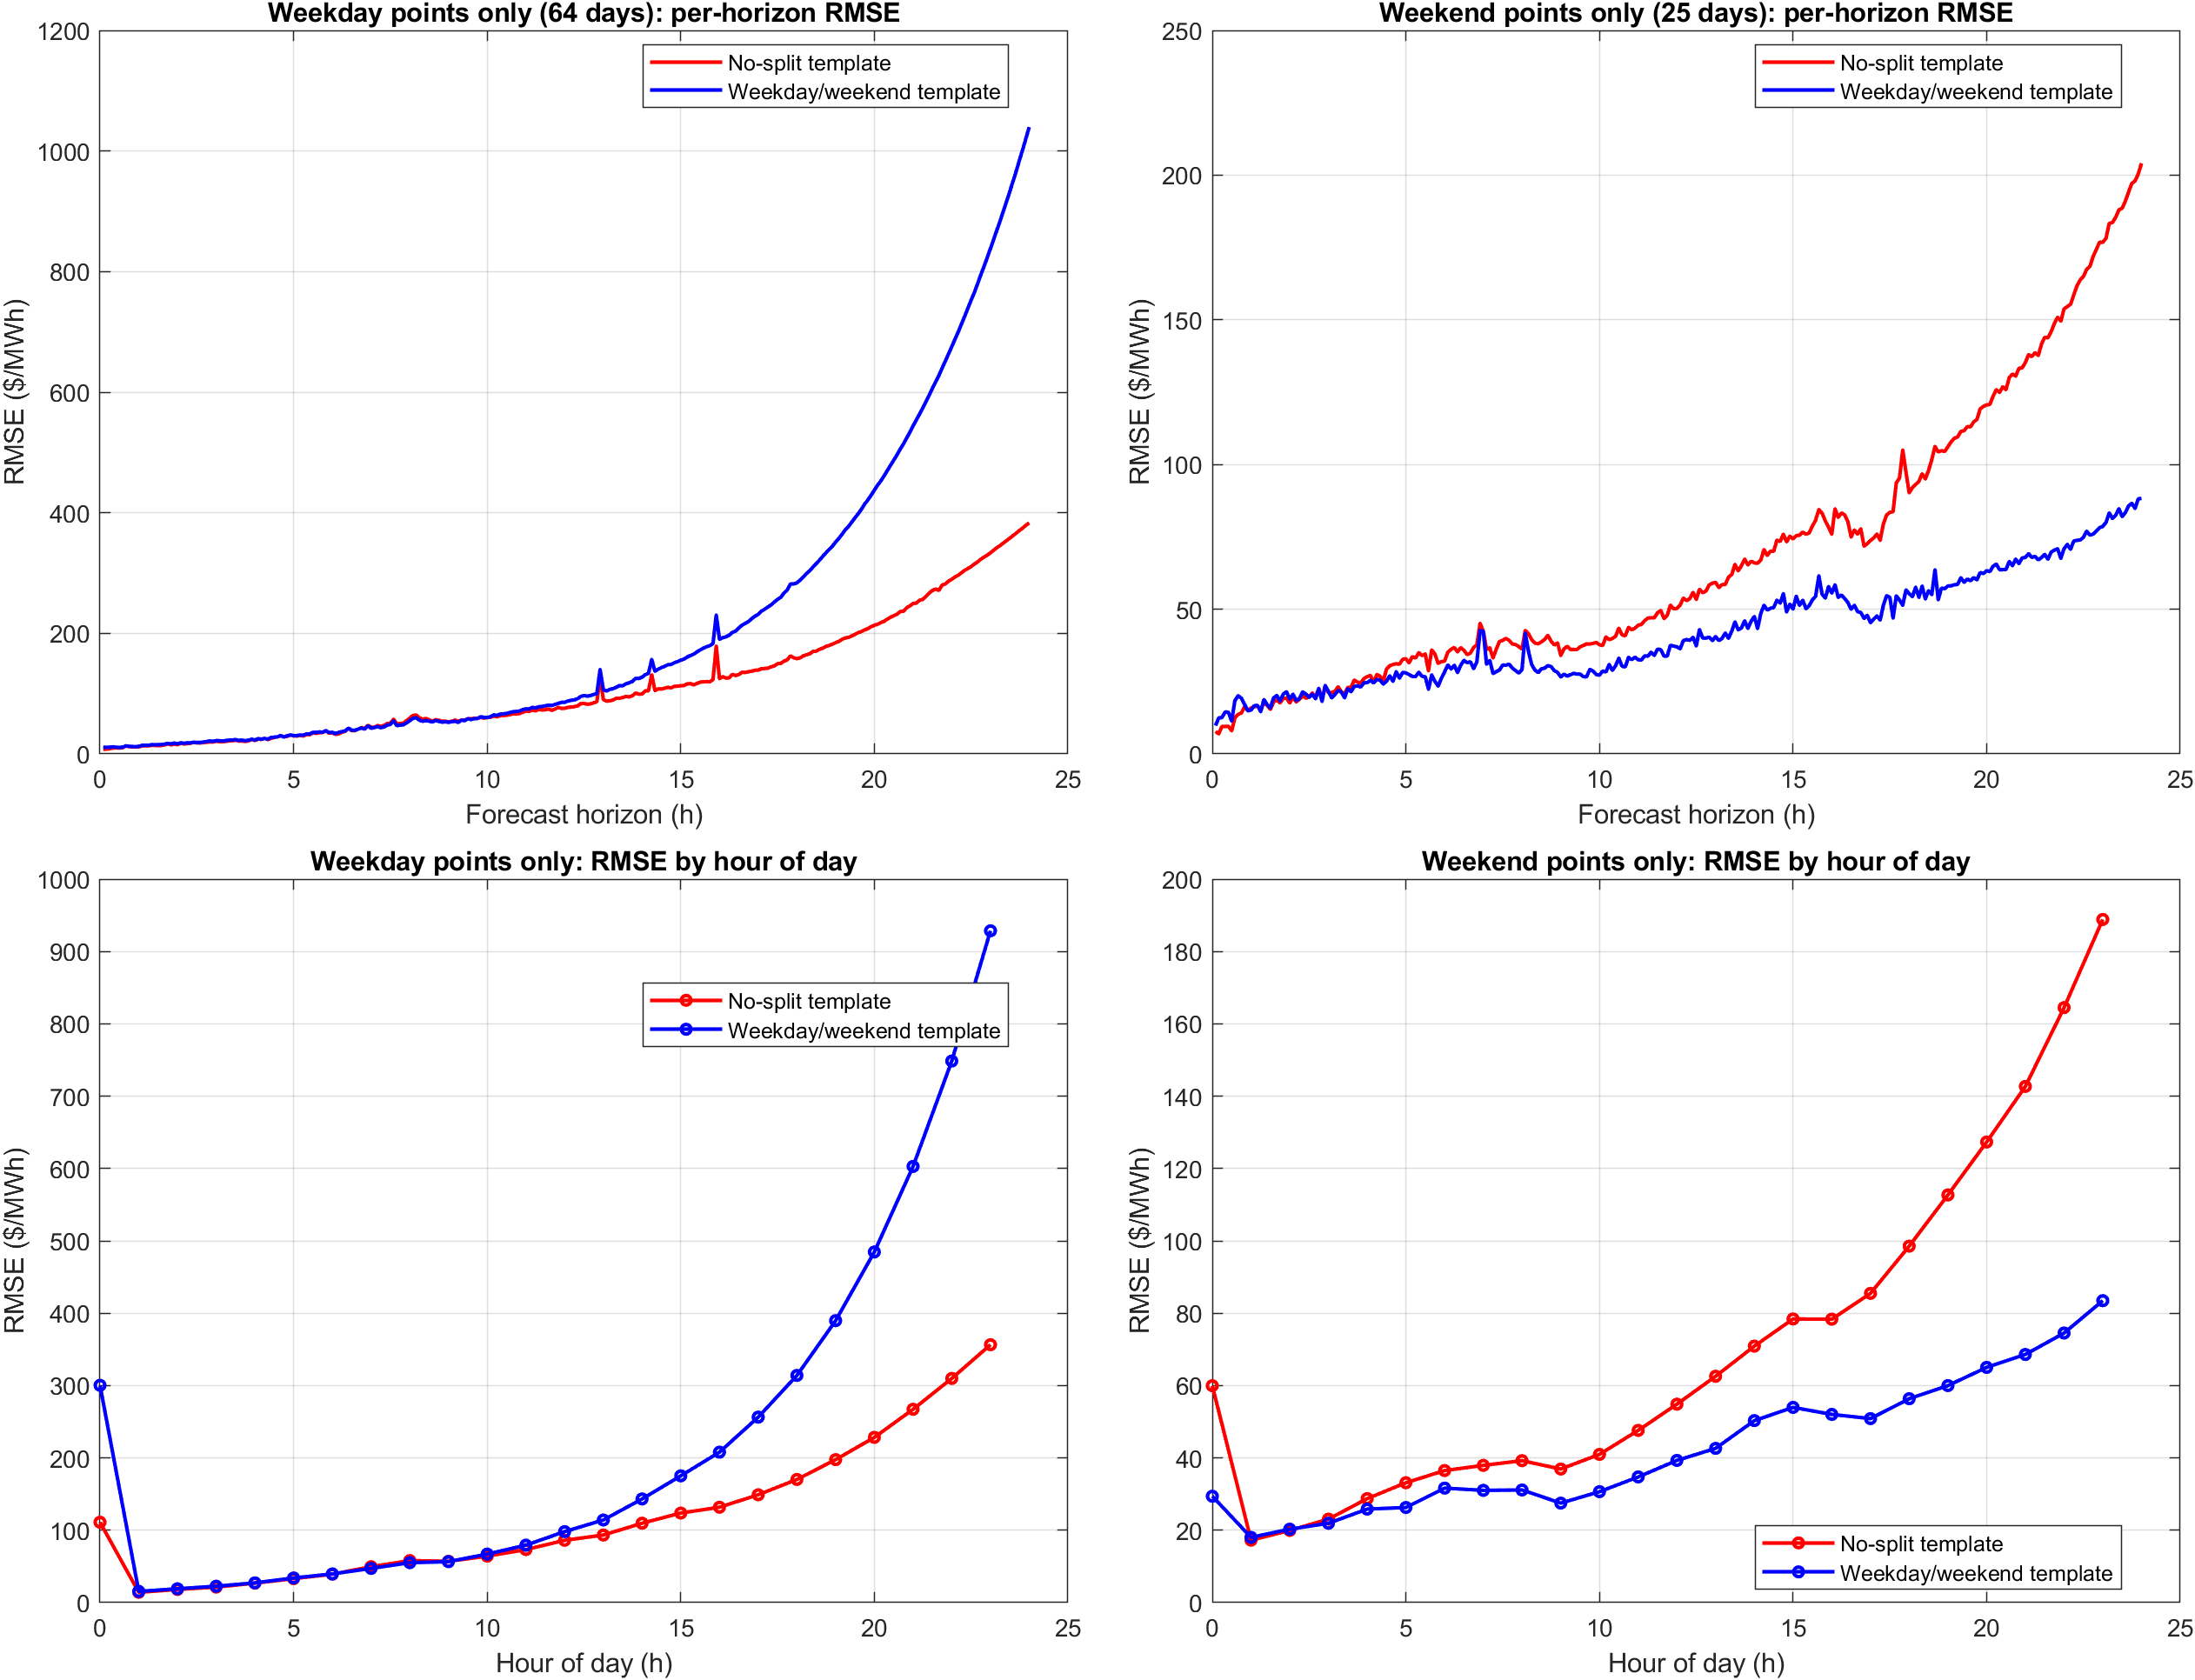 Weekday points only (64 days): per-horizon RMSE
1200
1000
800
600
400
200
0
RMSE ($/MWh)
No-split template
Weekday/weekend template
0 5 10 15 20 25
Forecast horizon (h)
Weekend points only (25 days): per-horizon RMSE
250
200
150
100
50
0
RMSE ($/MWh)
No-split template
Weekday/weekend template
0 5 10 15 20 25
Forecast horizon (h)
Weekday points only: RMSE by hour of day
1000
900
800
700
600
500
400
300
200
100
0
RMSE ($/MWh)
No-split template
Weekday/weekend template
0 5 10 15 20 25
Hour of day (h)
Weekend points only: RMSE by hour of day
200
180
160
140
120
100
80
60
40
20
0
RMSE ($/MWh)
No-split template
Weekday/weekend template
0 5 10 15 20 25
Hour of day (h)